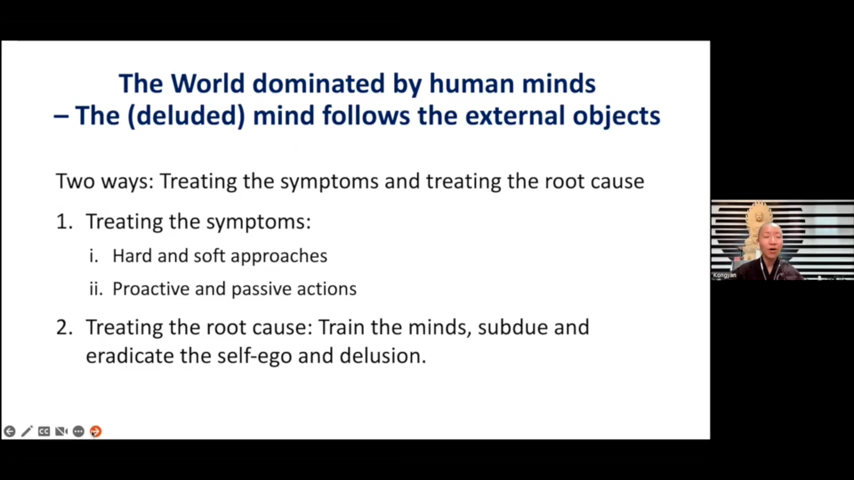 The World dominated by human minds
– The (deluded) mind follows the external objects
Two ways: Treating the symptoms and treating the root cause
1. Treating the symptoms:
i. Hard and soft approaches
ii. Proactive and passive actions
2. Treating the root cause: Train the minds, subdue and
eradicate the self-ego and delusion.
Kongyan
CC